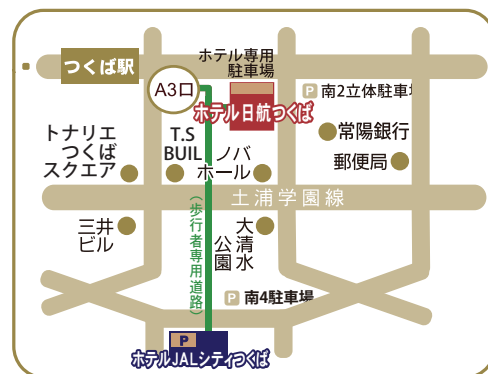 つくば駅
ホテル専用
駐車場
A3口
P 南2立体駐車場
ホテル日航つくば
トナリエ
つくば
スクエア
T.S
BUIL
ノバ
ホール
常陽銀行
郵便局
土浦学園線
三井
ビル
(歩行者専用道路)
大清水
公園
P 南4駐車場
P
ホテルJALシティつくば